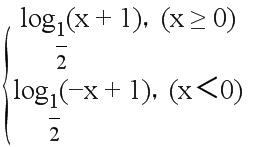 log_{1/2}(x + 1), (x ≥ 0)
log_{1/2}(−x + 1), (x<0)